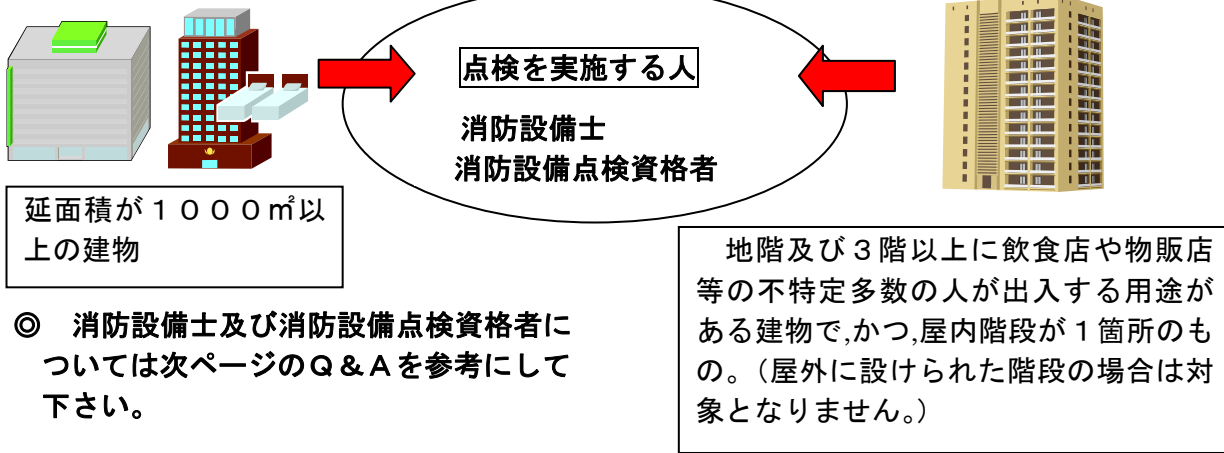 点検を実施する人
消防設備士
消防設備点検資格者
延面積が１０００㎡以
上の建物
◎　消防設備士及び消防設備点検資格者に
ついては次ページのＱ＆Ａを参考にして
下さい。
地階及び３階以上に飲食店や物販店
等の不特定多数の人が出入する用途が
ある建物で,かつ,屋内階段が１箇所のも
の。（屋外に設けられた階段の場合は対
象となりません。）